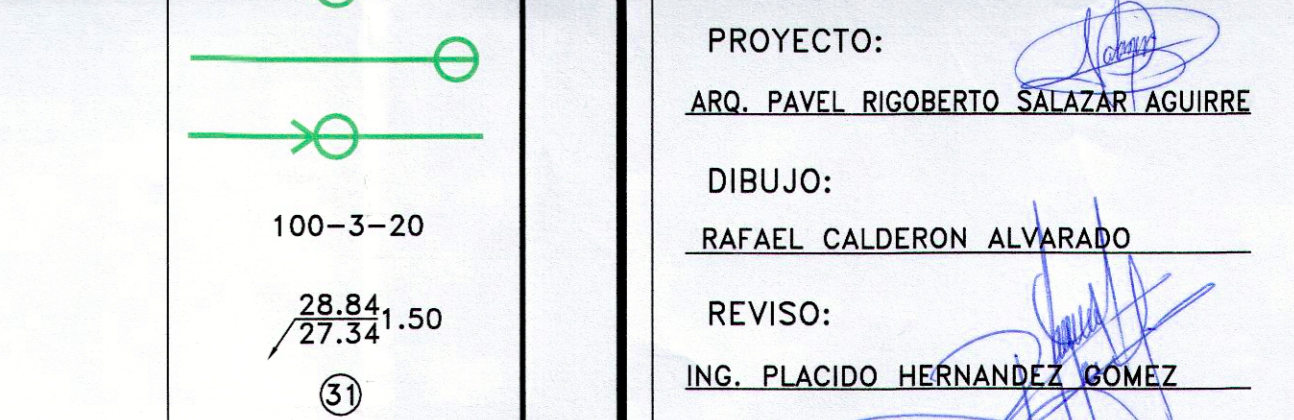 100-3-20
28.84
27.34
1.50
31
PROYECTO:
ARQ. PAVEL RIGOBERTO SALAZAR AGUIRRE
DIBUJO:
RAFAEL CALDERON ALVARADO
REVISO:
ING. PLACIDO HERNANDEZ GOMEZ